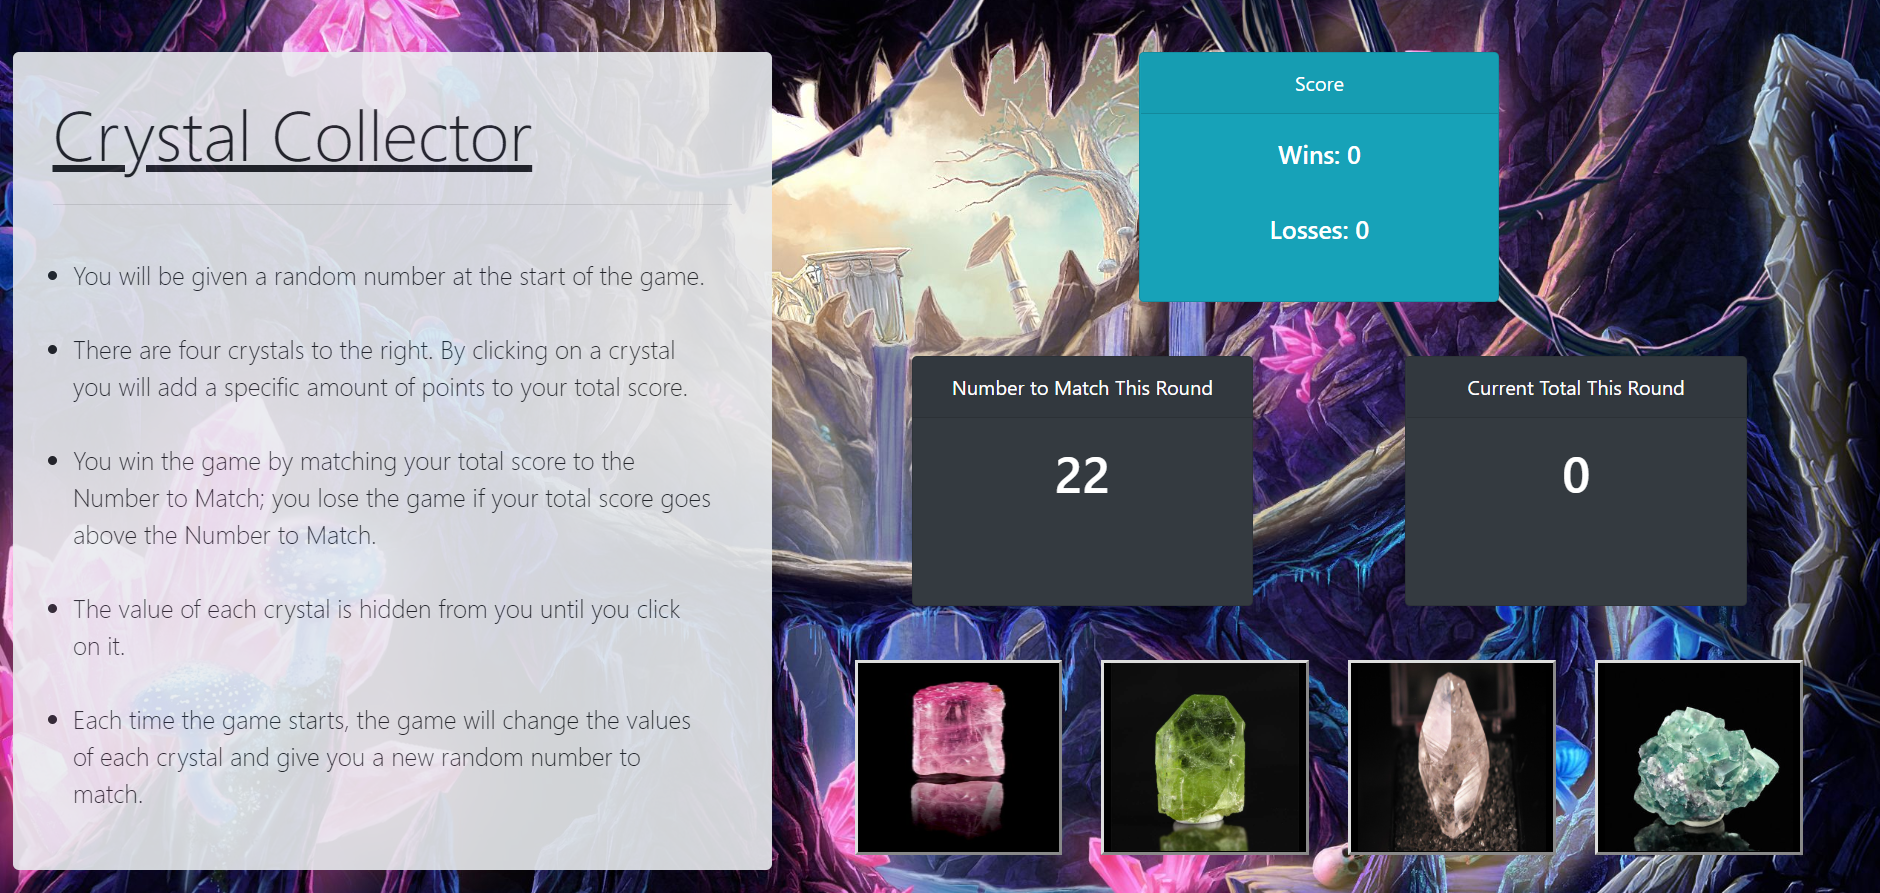 Crystal Collector
• You will be given a random number at the start of the game.
• There are four crystals to the right. By clicking on a crystal
you will add a specific amount of points to your total score.
• You win the game by matching your total score to the
Number to Match; you lose the game if your total score goes
above the Number to Match.
• The value of each crystal is hidden from you until you click
on it.
• Each time the game starts, the game will change the values
of each crystal and give you a new random number to
match.
Score
Wins: 0
Losses: 0
Number to Match This Round
22
Current Total This Round
0